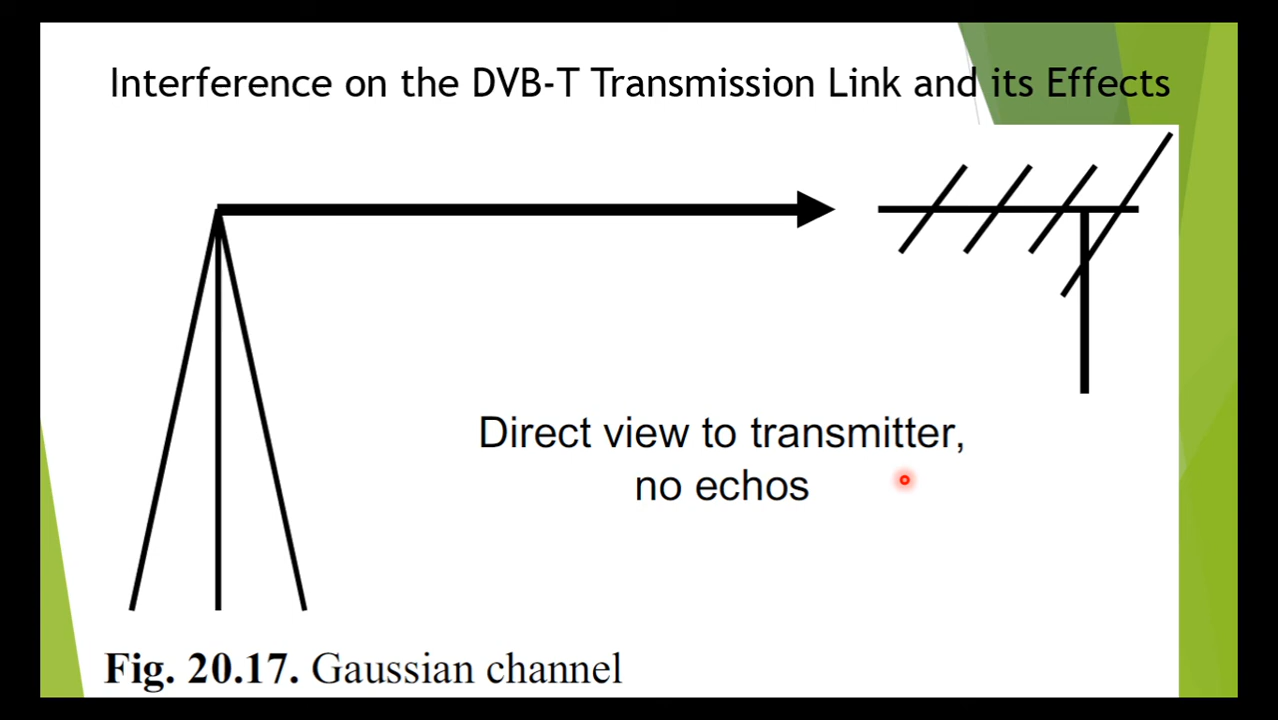 Interference on the DVB-T Transmission Link and its Effects
Direct view to transmitter,
no echos
Fig. 20.17. Gaussian channel